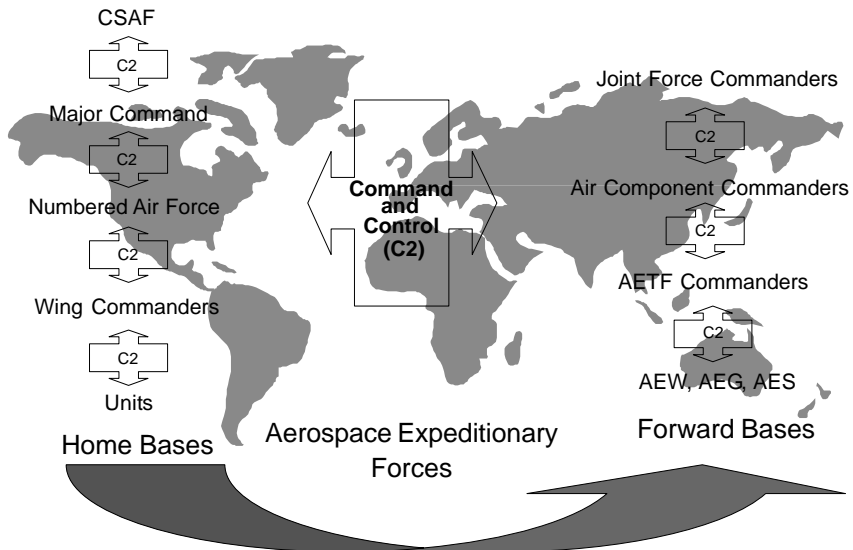 CSAF
C2
Major Command
C2
Numbered Air Force
C2
Wing Commanders
C2
Units
Home Bases
Command
and
Control
(C2)
Aerospace Expeditionary
Forces
Joint Force Commanders
C2
Air Component Commanders
C2
AETF Commanders
C2
AEW, AEG, AES
Forward Bases